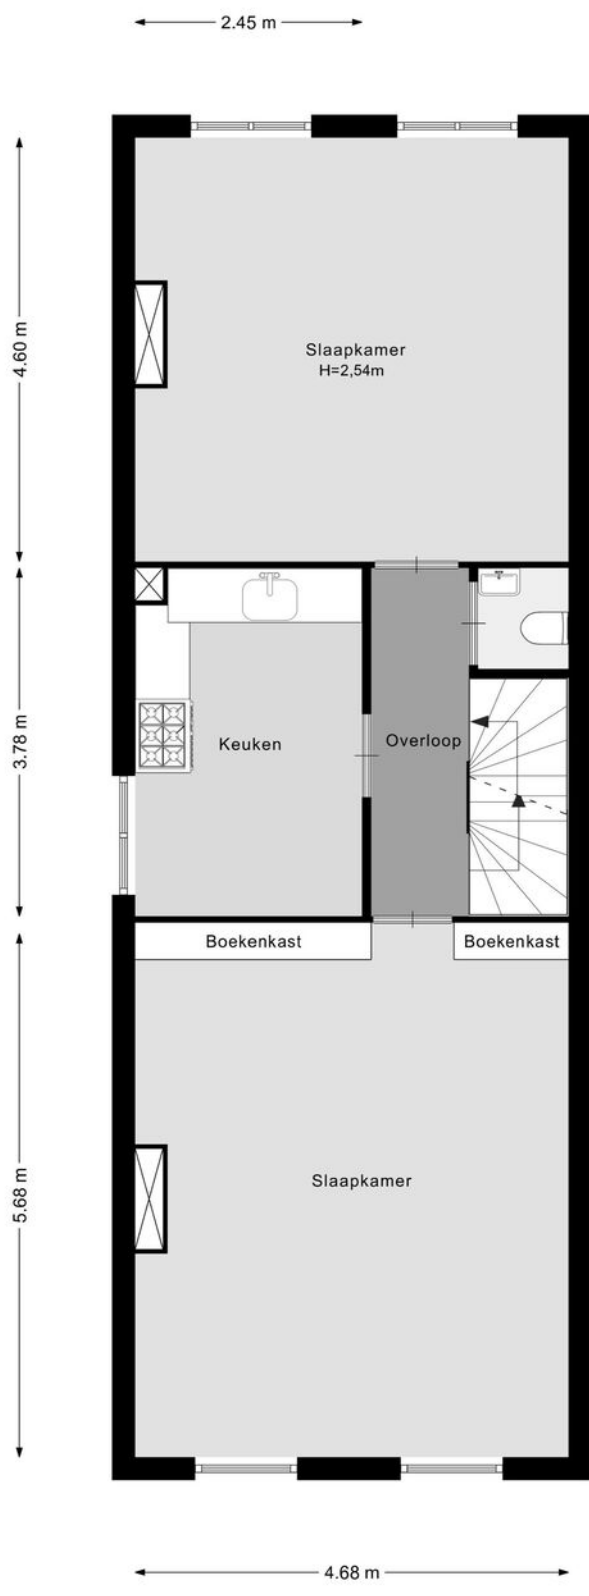 2.45 m
4.60 m
Slaapkamer
H=2,54m
3.78 m
Keuken
Overloop
Boekenkast
Boekenkast
5.68 m
Slaapkamer
4.68 m